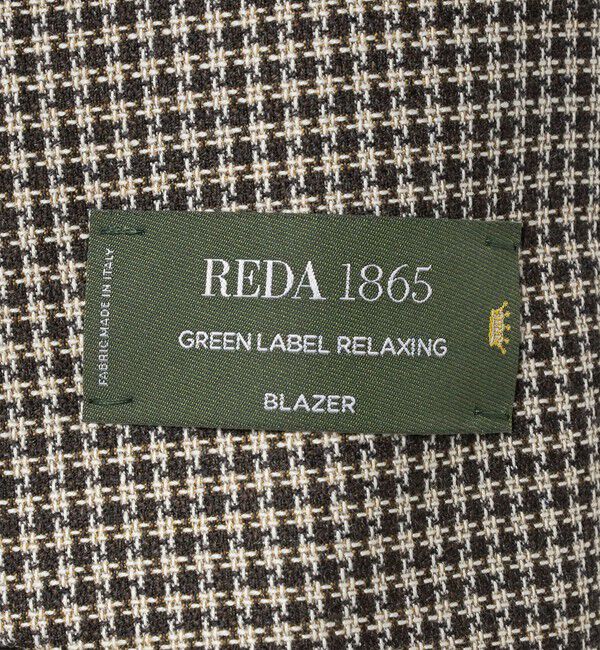 REDA 1865
GREEN LABEL RELAXING
BLAZER
FABRIC MADE IN ITALY